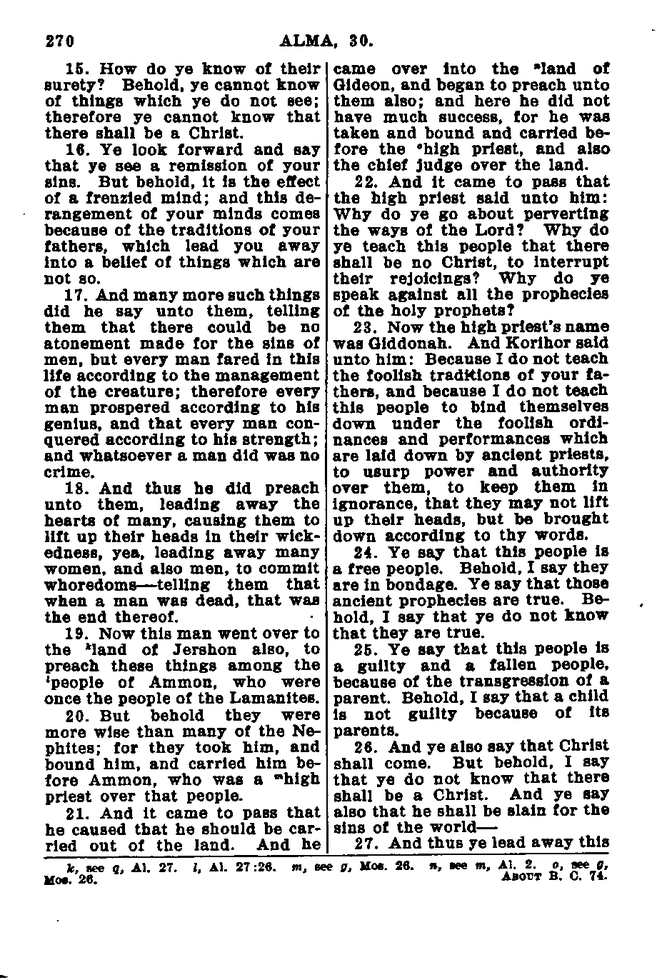 270
ALMA, 30.
15. How do ye know of their
surety? Behold, ye cannot know
of things which ye do not see;
therefore ye cannot know that
there shall be a Christ.
16. Ye look forward and say
that ye see a remission of your
sins. But behold, it is the effect
of a frenzied mind; and this de-
rangement of your minds comes
because of the traditions of your
fathers, which lead you away
into a belief of things which are
not so.
17. And many more such things
did he say unto them, telling
them that there could be no
atonement made for the sins of
men, but every man fared in this
life according to the management
of the creature; therefore every
man prospered according to his
genius, and that every man con-
quered according to his strength;
and whatsoever a man did was no
crime.
18. And thus he did preach
unto them, leading away the
hearts of many, causing them to
lift up their heads in their wick-
edness, yea, leading away many
women, and also men, to commit
whoredoms—telling them that
when a man was dead, that was
the end thereof.
19. Now this man went over to
the ᵏland of Jershon also, to
preach these things among the
ˡpeople of Ammon, who were
once the people of the Lamanites.
20. But behold they were
more wise than many of the Ne-
phites; for they took him, and
bound him, and carried him be-
fore Ammon, who was a ᵐhigh
priest over that people.
21. And it came to pass that
he caused that he should be car-
ried out of the land. And he
came over into the ⁿland of
Gideon, and began to preach unto
them also; and here he did not
have much success, for he was
taken and bound and carried be-
fore the ᵒhigh priest, and also
the chief judge over the land.
22. And it came to pass that
the high priest said unto him:
Why do ye go about perverting
the ways of the Lord? Why do
ye teach this people that there
shall be no Christ, to interrupt
their rejoicings? Why do ye
speak against all the prophecies
of the holy prophets?
23. Now the high priest's name
was Giddonah. And Korihor said
unto him: Because I do not teach
the foolish traditions of your fa-
thers, and because I do not teach
this people to bind themselves
down under the foolish ordi-
nances and performances which
are laid down by ancient priests,
to usurp power and authority
over them, to keep them in
ignorance, that they may not lift
up their heads, but be brought
down according to thy words.
24. Ye say that this people is
a free people. Behold, I say they
are in bondage. Ye say that those
ancient prophecies are true. Be-
hold, I say that ye do not know
that they are true.
25. Ye say that this people is
a guilty and a fallen people,
because of the transgression of a
parent. Behold, I say that a child
is not guilty because of its
parents.
26. And ye also say that Christ
shall come. But behold, I say
that ye do not know that there
shall be a Christ. And ye say
also that he shall be slain for the
sins of the world—
27. And thus ye lead away this
k, see q, Al. 27. l, Al. 27:26. m, see g, Mos. 26. n, see m, Al. 2. o, see g,
Mos. 26.
ABOUT B. C. 74.